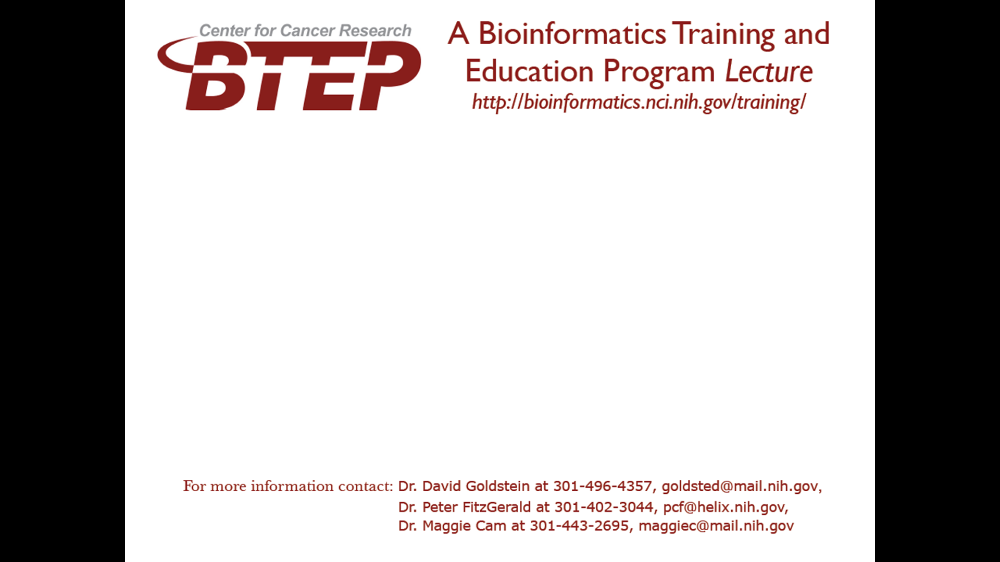 Center for Cancer Research
BTEP
A Bioinformatics Training and
Education Program Lecture
http://bioinformatics.nci.nih.gov/training/
For more information contact: Dr. David Goldstein at 301-496-4357, goldsted@mail.nih.gov,
Dr. Peter FitzGerald at 301-402-3044, pcf@helix.nih.gov,
Dr. Maggie Cam at 301-443-2695, maggiec@mail.nih.gov